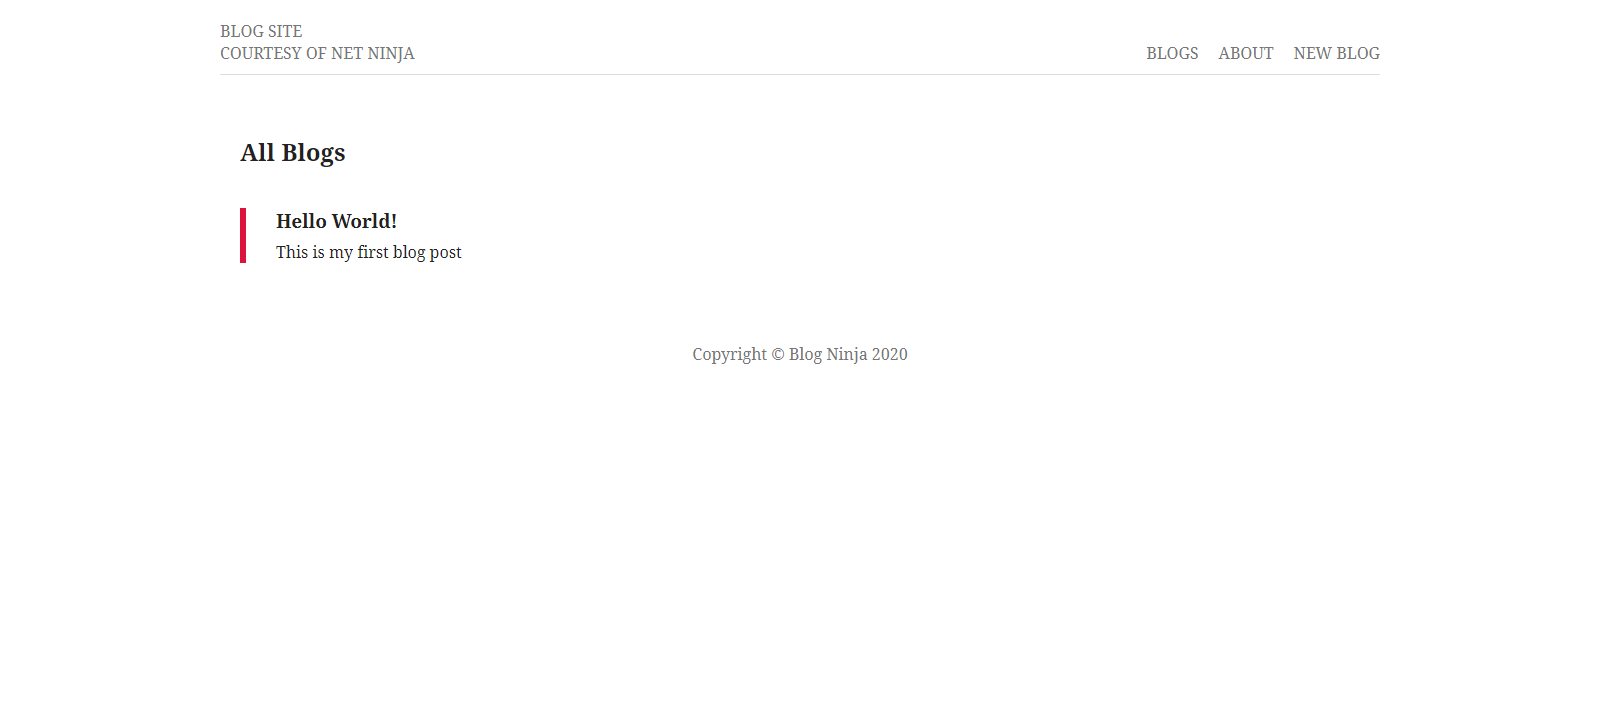 BLOG SITE
COURTESY OF NET NINJA
BLOGS ABOUT NEW BLOG
All Blogs
Hello World!
This is my first blog post
Copyright © Blog Ninja 2020